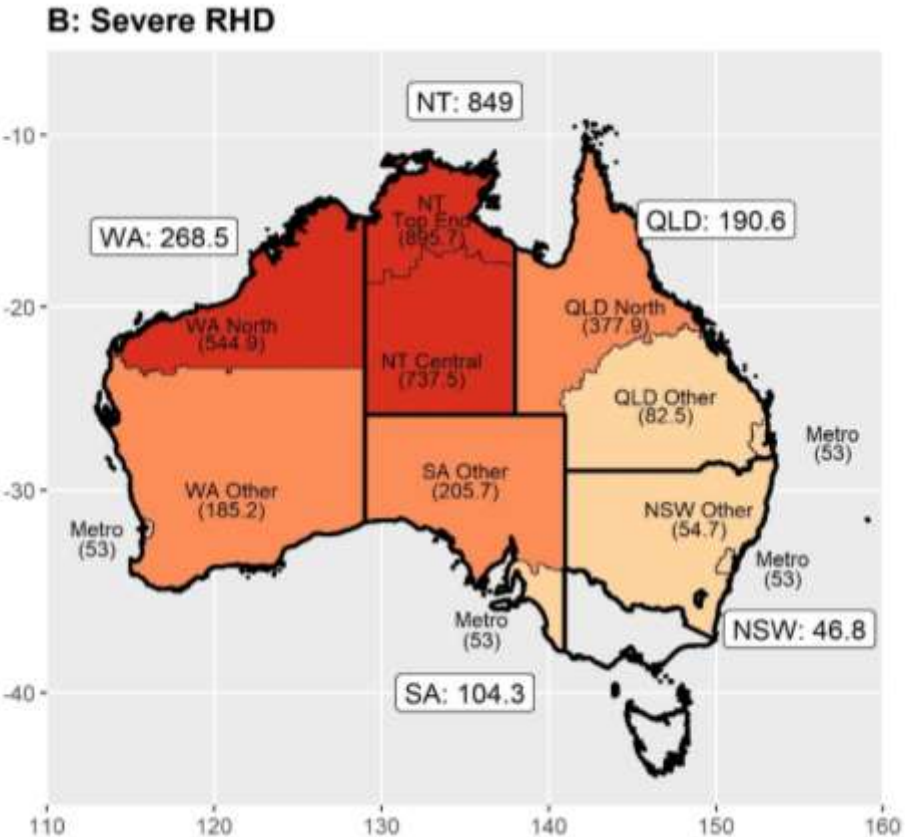 B: Severe RHD
NT: 849
-10
NT
Top End
(895.7)
WA: 268.5
QLD: 190.6
-20
WA North
(544.9)
QLD North
(377.9)
NT Central
(737.5)
QLD Other
(82.5)
Metro
(53)
SA Other
(205.7)
-30
WA Other
(185.2)
NSW Other
(54.7)
Metro
(53)
Metro
(53)
Metro
(53)
NSW: 46.8
-40
SA: 104.3
110
120
130
140
150
160